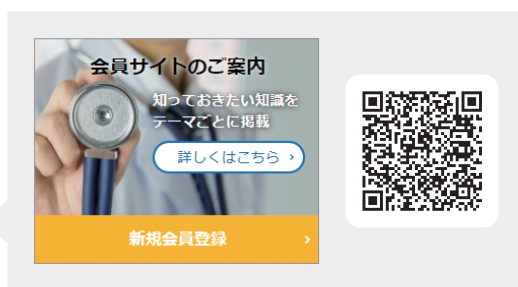 会員サイトのご案内
知っておきたい知識を
テーマごとに掲載
詳しくはこちら
新規会員登録